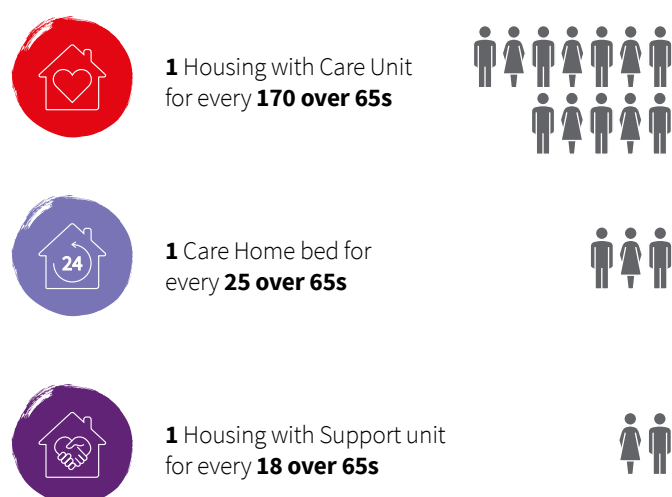 1 Housing with Care Unit
for every 170 over 65s
24
1 Care Home bed for
every 25 over 65s
1 Housing with Support unit
for every 18 over 65s